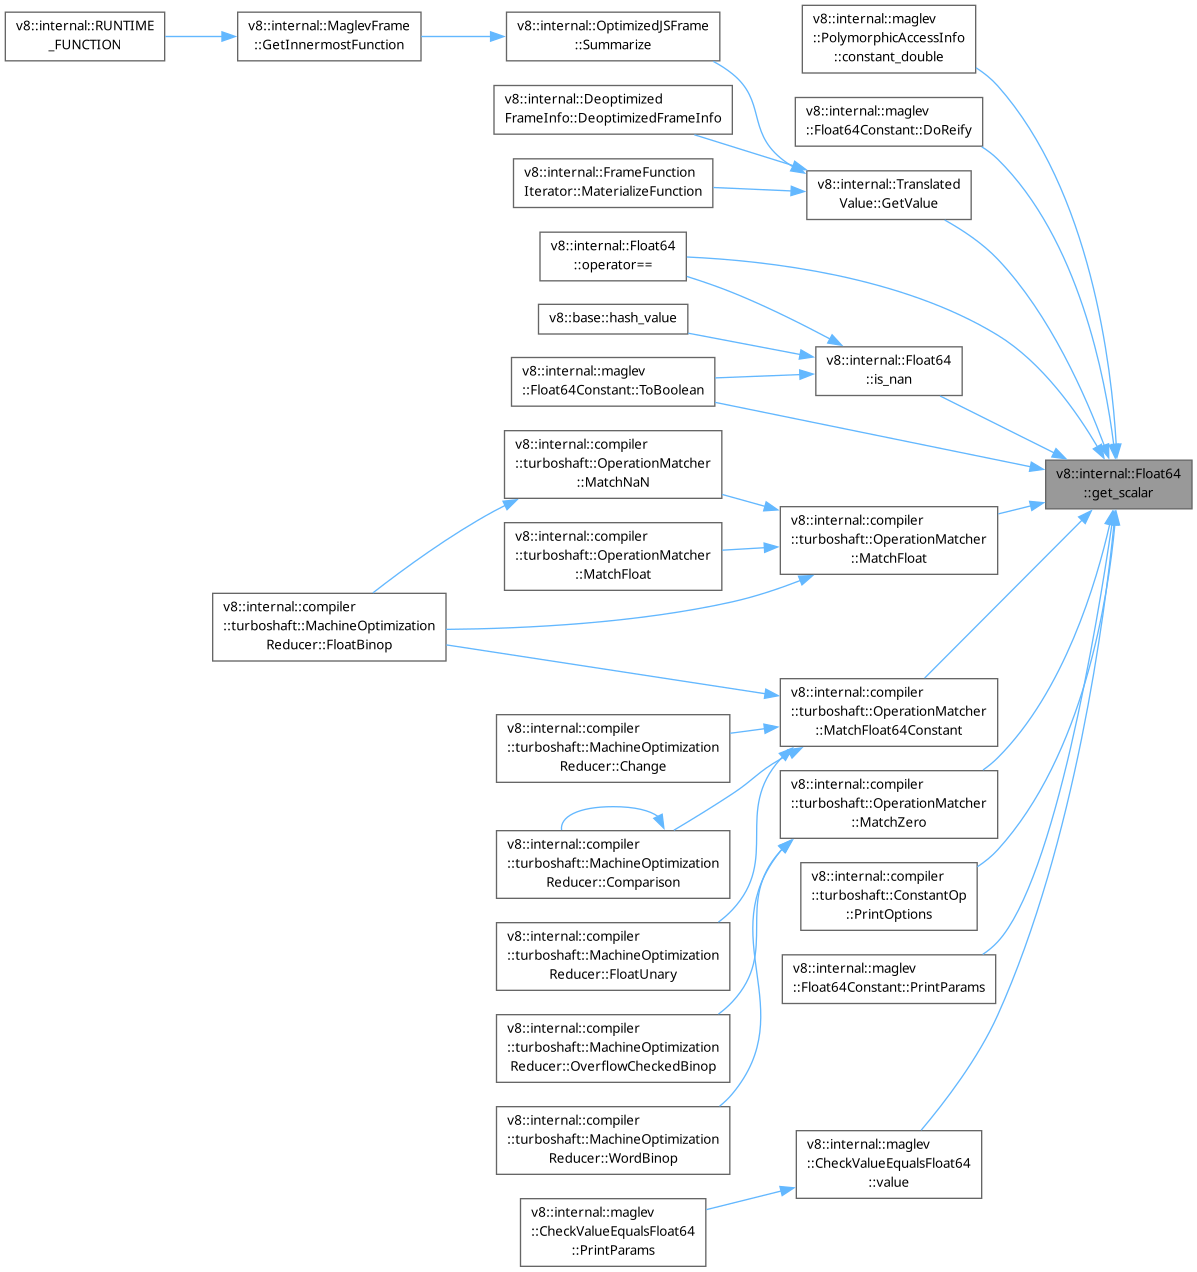 v8::internal::RUNTIME
_FUNCTION
v8::internal::MaglevFrame
::GetInnermostFunction
v8::internal::OptimizedJSFrame
::Summarize
v8::internal::maglev
::PolymorphicAccessInfo
::constant_double
v8::internal::Deoptimized
FrameInfo::DeoptimizedFrameInfo
v8::internal::maglev
::Float64Constant::DoReify
v8::internal::FrameFunction
Iterator::MaterializeFunction
v8::internal::Translated
Value::GetValue
v8::internal::Float64
::operator==
v8::base::hash_value
v8::internal::Float64
::is_nan
v8::internal::maglev
::Float64Constant::ToBoolean
v8::internal::compiler
::turboshaft::OperationMatcher
::MatchNaN
v8::internal::Float64
::get_scalar
v8::internal::compiler
::turboshaft::OperationMatcher
::MatchFloat
v8::internal::compiler
::turboshaft::OperationMatcher
::MatchFloat
v8::internal::compiler
::turboshaft::MachineOptimization
Reducer::FloatBinop
v8::internal::compiler
::turboshaft::OperationMatcher
::MatchFloat64Constant
v8::internal::compiler
::turboshaft::MachineOptimization
Reducer::Change
v8::internal::compiler
::turboshaft::OperationMatcher
::MatchZero
v8::internal::compiler
::turboshaft::MachineOptimization
Reducer::Comparison
v8::internal::compiler
::turboshaft::ConstantOp
::PrintOptions
v8::internal::compiler
::turboshaft::MachineOptimization
Reducer::FloatUnary
v8::internal::maglev
::Float64Constant::PrintParams
v8::internal::compiler
::turboshaft::MachineOptimization
Reducer::OverflowCheckedBinop
v8::internal::compiler
::turboshaft::MachineOptimization
Reducer::WordBinop
v8::internal::maglev
::CheckValueEqualsFloat64
::value
v8::internal::maglev
::CheckValueEqualsFloat64
::PrintParams